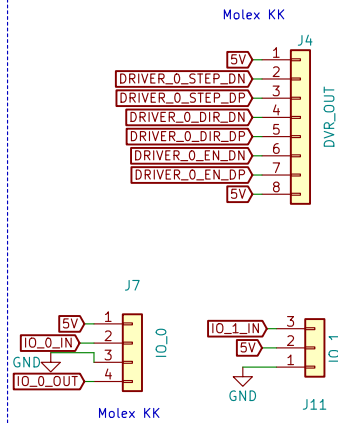 Molex KK
J4
5V 1
DRIVER_0_STEP_DN 2
DRIVER_0_STEP_DP 3
DRIVER_0_DIR_DN 4
DRIVER_0_DIR_DP 5
DRIVER_0_EN_DN 6
DRIVER_0_EN_DP 7
5V 8
DVR_OUT
J7
5V 1
IO_0_IN 2
GND 3
IO_0_OUT 4
IO_0
Molex KK
IO_1_IN 3
5V 2
1
GND
IO_1
J11